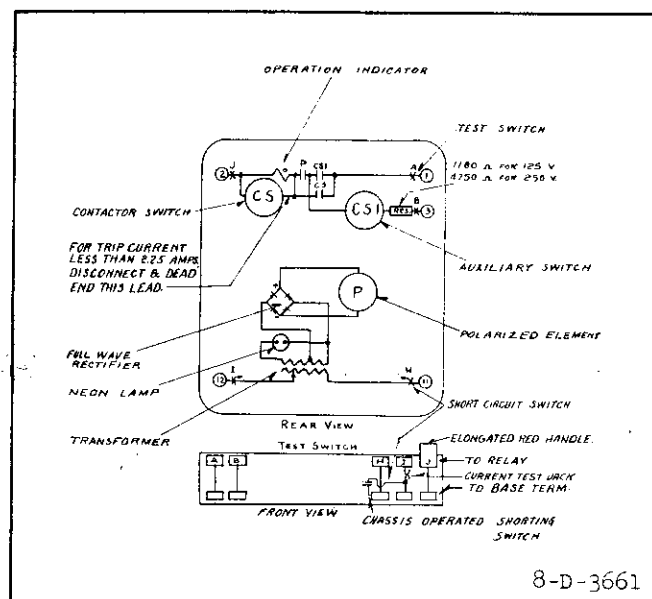 OPERATION INDICATOR
TEST SWITCH
2 J P CS1 A 1
1180 Ω FOR 125 V.
4750 Ω FOR 250 V.
CS CS B
CS1 RES 3
CONTACTOR SWITCH
FOR TRIP CURRENT
LESS THAN 2.25 AMPS.
DISCONNECT & DEAD
END THIS LEAD.
AUXILIARY SWITCH
P
POLARIZED ELEMENT
FULL WAVE
RECTIFIER
NEON LAMP
12 I H 11
TRANSFORMER
SHORT CIRCUIT SWITCH
REAR VIEW
TEST SWITCH
ELONGATED RED HANDLE.
A B H I J
TO RELAY
CURRENT TEST JACK
TO BASE TERM.
FRONT VIEW
CHASSIS OPERATED SHORTING
SWITCH
8-D-3661